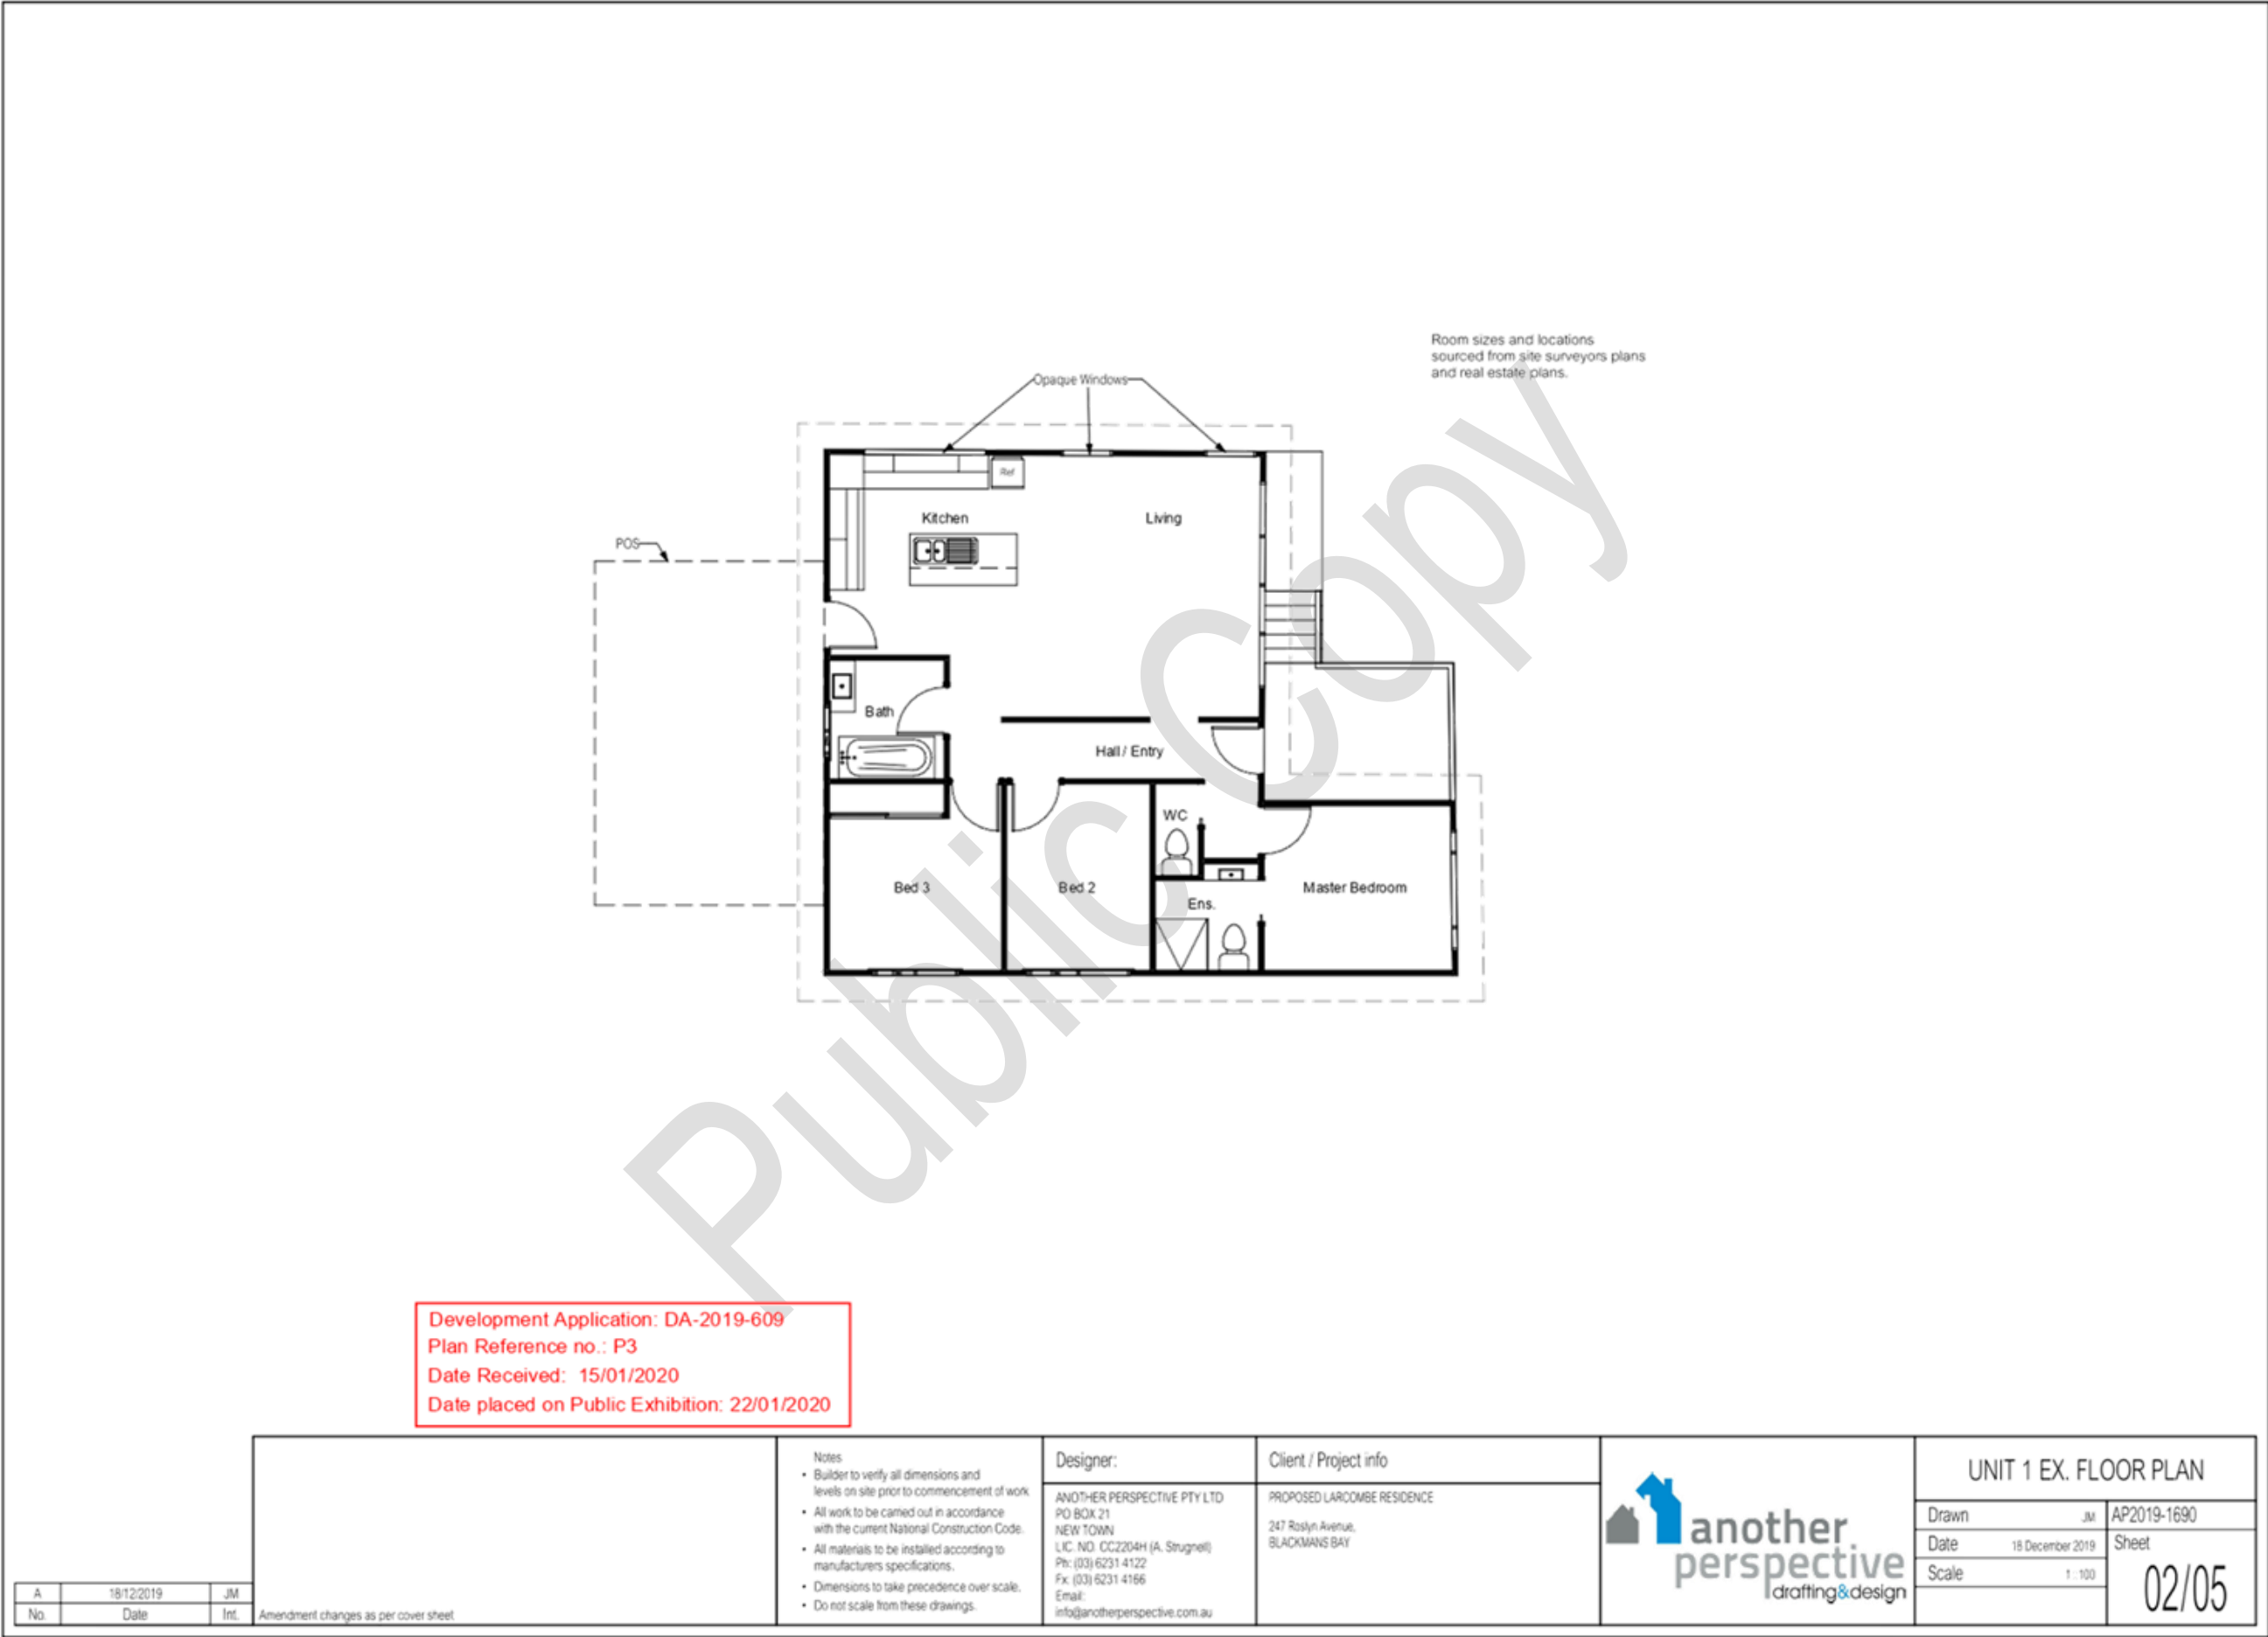 Room sizes and locations
sourced from site surveyors plans
and real estate plans.
Opaque Windows
Ref
Kitchen
Living
POS
Bath
Hall / Entry
WC
Bed 3
Bed 2
Master Bedroom
Ens.
Public Copy
Development Application: DA-2019-609
Plan Reference no.: P3
Date Received: 15/01/2020
Date placed on Public Exhibition: 22/01/2020
A 18/12/2019 JM
No. Date Int. Amendment changes as per cover sheet
Notes
• Builder to verify all dimensions and
levels on site prior to commencement of work
• All work to be carried out in accordance
with the current National Construction Code.
• All materials to be installed according to
manufacturers specifications.
• Dimensions to take precedence over scale.
• Do not scale from these drawings.
Designer:
ANOTHER PERSPECTIVE PTY LTD
PO BOX 21
NEW TOWN
LIC. NO. CC2204H (A. Strugnell)
Ph: (03) 6231 4122
Fx: (03) 6231 4166
Email:
info@anotherperspective.com.au
Client / Project info
PROPOSED LARCOMBE RESIDENCE
247 Roslyn Avenue,
BLACKMANS BAY
another
perspective
drafting&design
UNIT 1 EX. FLOOR PLAN
Drawn JM
Date 18 December 2019
Scale 1 : 100
AP2019-1690
Sheet
02/05